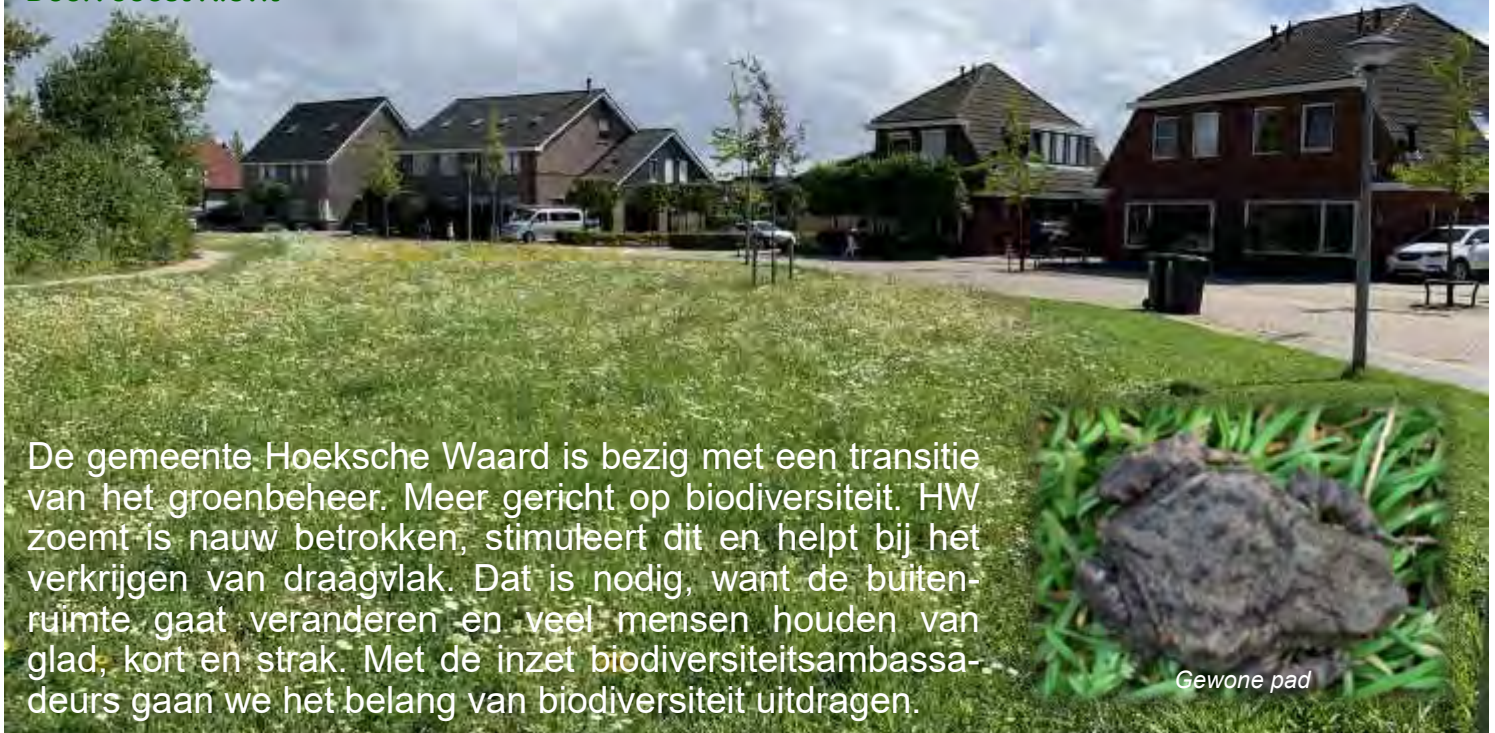 De gemeente Hoeksche Waard is bezig met een transitie
van het groenbeheer. Meer gericht op biodiversiteit. HW
zoemt is nauw betrokken, stimuleert dit en helpt bij het
verkrijgen van draagvlak. Dat is nodig, want de buiten-
ruimte gaat veranderen en veel mensen houden van
glad, kort en strak. Met de inzet biodiversiteitsambassa-
deurs gaan we het belang van biodiversiteit uitdragen.
Gewone pad